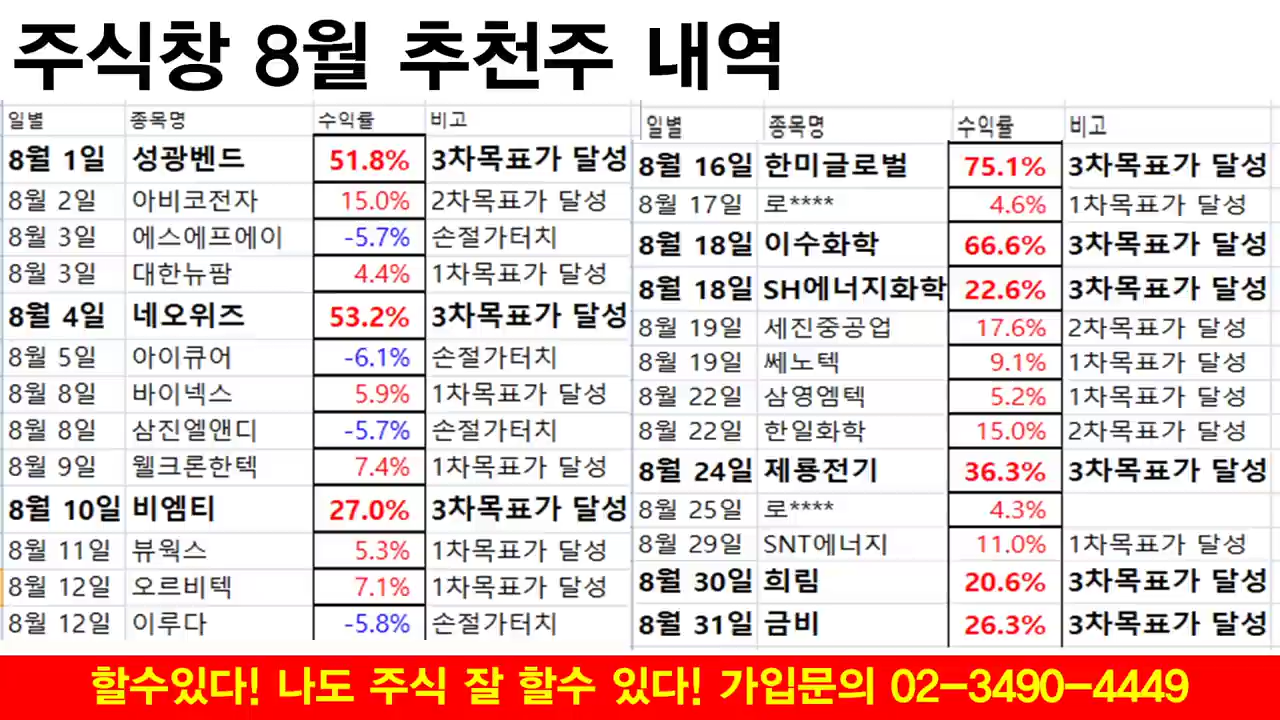 주식창 8월 추천주 내역
일별 종목명 수익률 비고
8월 1일 성광벤드 51.8% 3차목표가 달성
8월 2일 아비코전자 15.0% 2차목표가 달성
8월 3일 에스에프에이 -5.7% 손절가터치
8월 3일 대한뉴팜 4.4% 1차목표가 달성
8월 4일 네오위즈 53.2% 3차목표가 달성
8월 5일 아이큐어 -6.1% 손절가터치
8월 8일 바이넥스 5.9% 1차목표가 달성
8월 8일 삼진엘앤디 -5.7% 손절가터치
8월 9일 웰크론한텍 7.4% 1차목표가 달성
8월 10일 비엠티 27.0% 3차목표가 달성
8월 11일 뷰웍스 5.3% 1차목표가 달성
8월 12일 오르비텍 7.1% 1차목표가 달성
8월 12일 이루다 -5.8% 손절가터치
일별 종목명 수익률 비고
8월 16일 한미글로벌 75.1% 3차목표가 달성
8월 17일 로**** 4.6% 1차목표가 달성
8월 18일 이수화학 66.6% 3차목표가 달성
8월 18일 SH에너지화학 22.6% 3차목표가 달성
8월 19일 세진중공업 17.6% 2차목표가 달성
8월 19일 쎄노텍 9.1% 1차목표가 달성
8월 22일 삼영엠텍 5.2% 1차목표가 달성
8월 22일 한일화학 15.0% 2차목표가 달성
8월 24일 제룡전기 36.3% 3차목표가 달성
8월 25일 로**** 4.3%
8월 29일 SNT에너지 11.0% 1차목표가 달성
8월 30일 희림 20.6% 3차목표가 달성
8월 31일 금비 26.3% 3차목표가 달성
할수있다! 나도 주식 잘 할수 있다! 가입문의 02-3490-4449